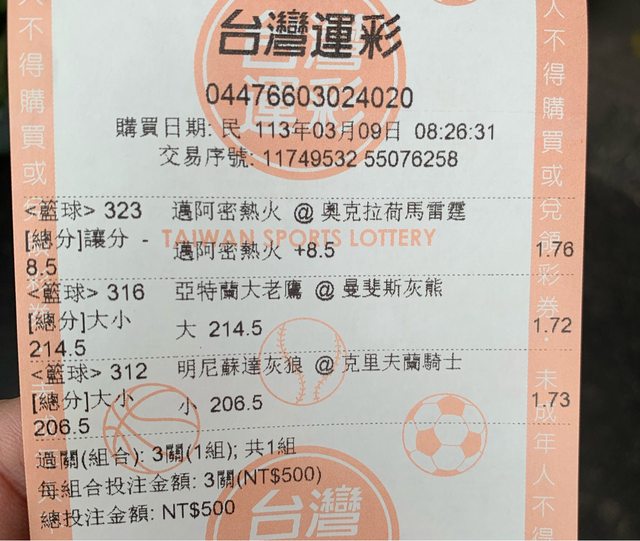 台灣運彩
04476603024020
購買日期: 民 113年03月09日 08:26:31
交易序號: 11749532 55076258
<籃球> 323 邁阿密熱火 @ 奧克拉荷馬雷霆
[總分]讓分 - 8.5 邁阿密熱火 +8.5 1.76
TAIWAN SPORTS LOTTERY
<籃球> 316 亞特蘭大老鷹 @ 曼斐斯灰熊
[總分]大小 214.5 大 214.5 1.72
<籃球> 312 明尼蘇達灰狼 @ 克里夫蘭騎士
[總分]大小 206.5 小 206.5 1.73
過關(組合): 3關(1組); 共1組
每組合投注金額: 3關(NT$500)
總投注金額: NT$500
台灣
人不得購買或兌領彩券．未成年人不得
人不得購買或